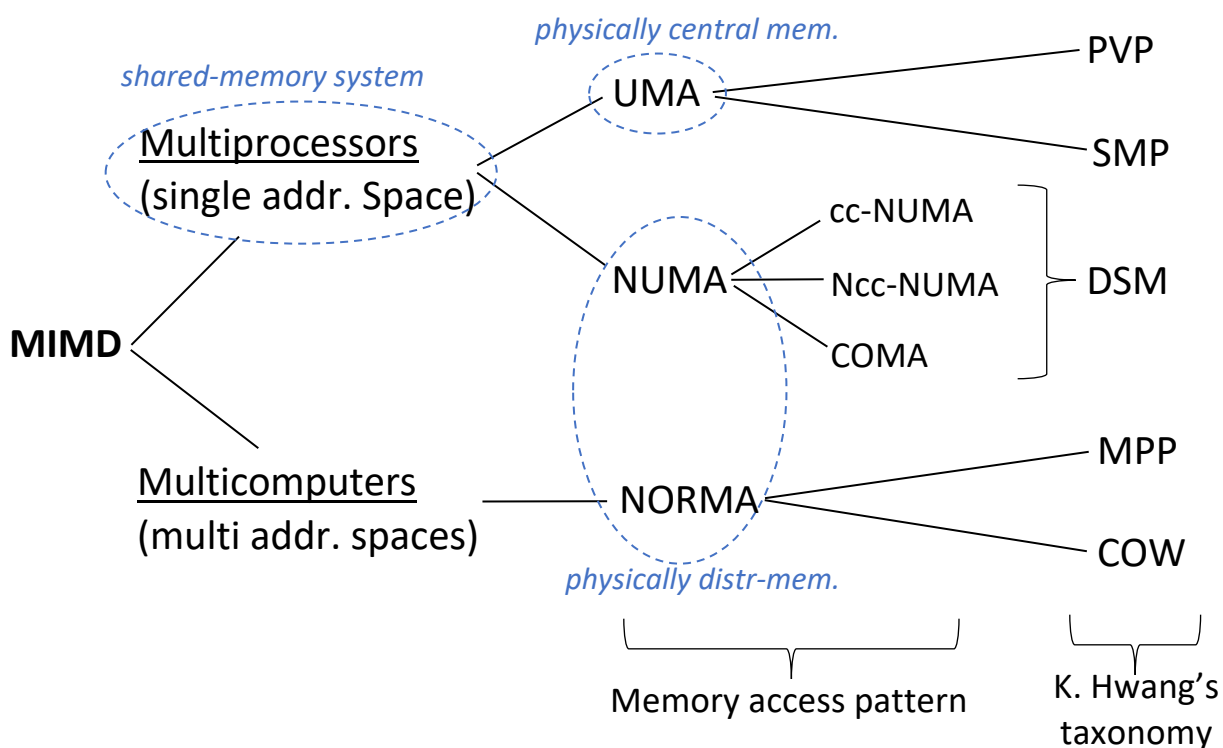 physically central mem.
PVP
shared-memory system
UMA
Multiprocessors
(single addr. Space)
SMP
cc-NUMA
NUMA
Ncc-NUMA
DSM
MIMD
COMA
Multicomputers
(multi addr. spaces)
NORMA
MPP
COW
physically distr-mem.
Memory access pattern
K. Hwang’s
taxonomy